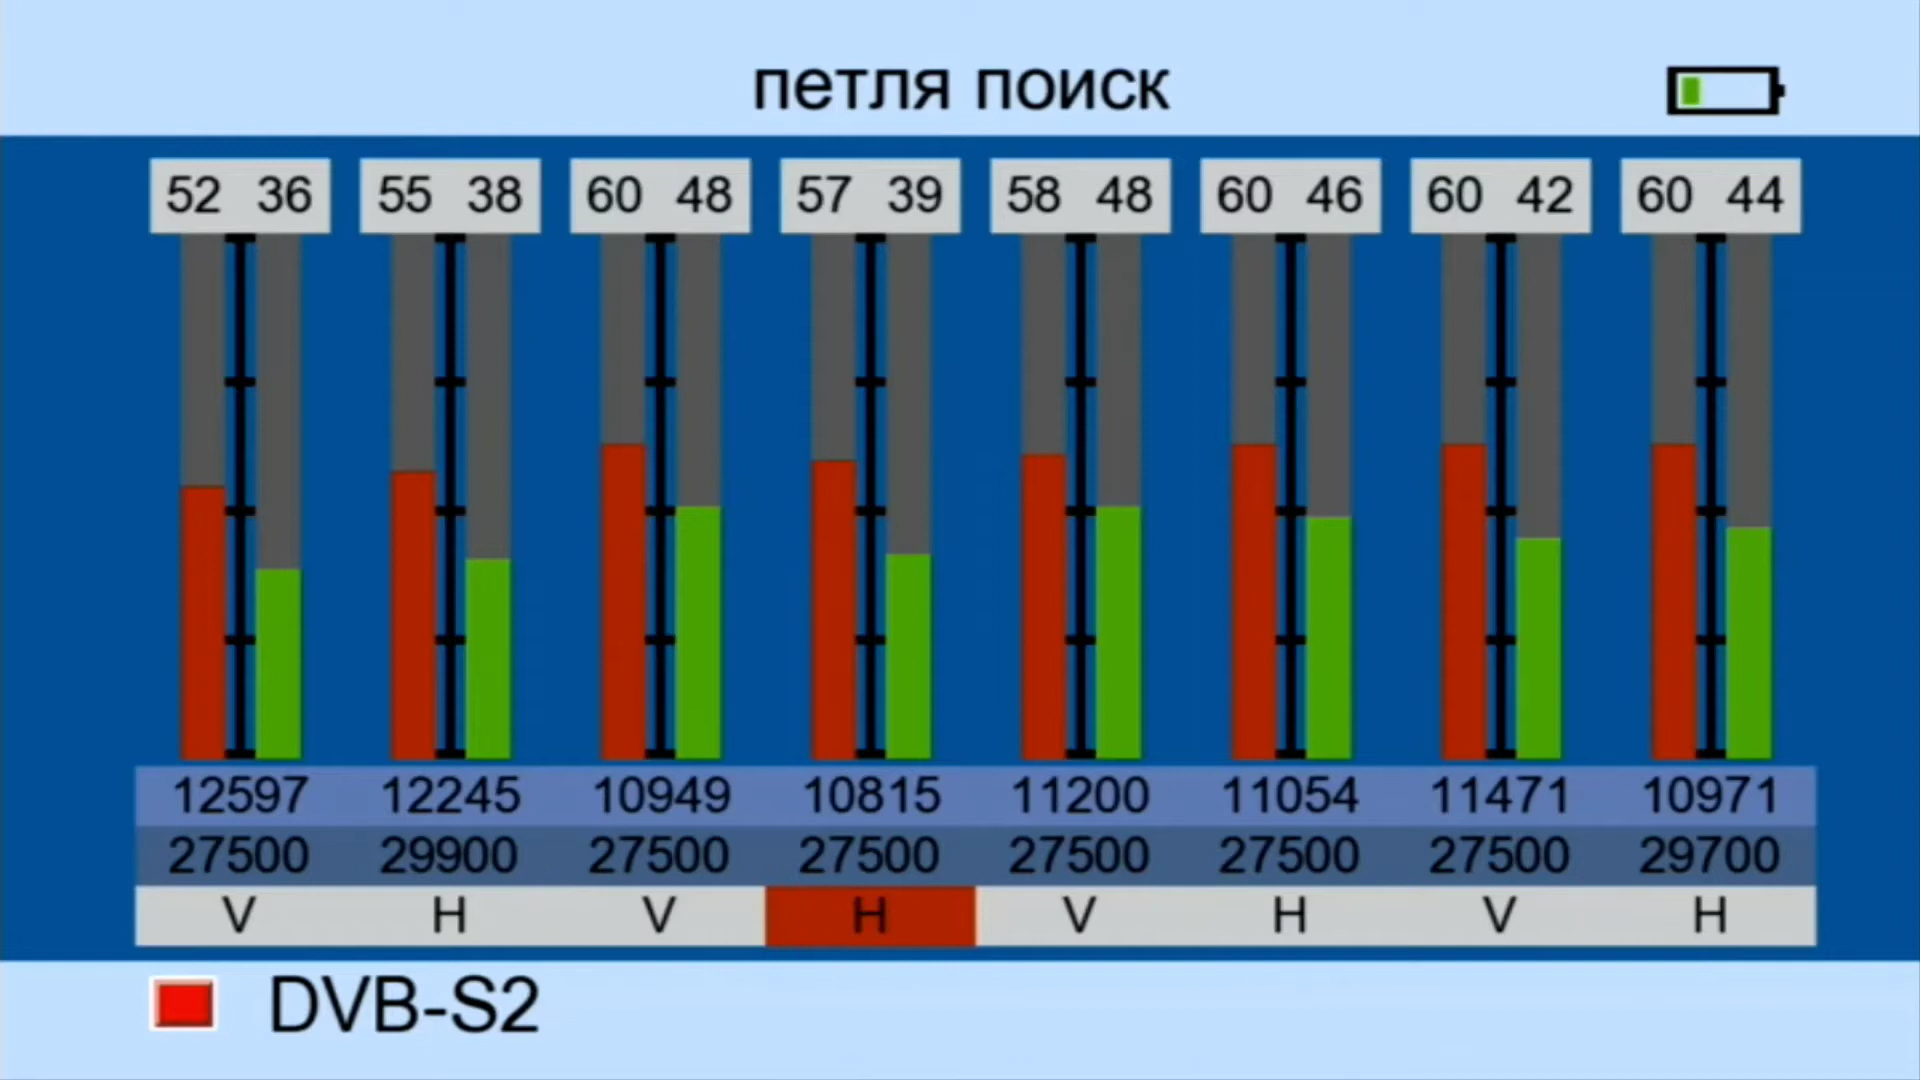 петля поиск
52 36 55 38 60 48 57 39 58 48 60 46 60 42 60 44
12597 12245 10949 10815 11200 11054 11471 10971
27500 29900 27500 27500 27500 27500 27500 29700
V H V H V H V H
DVB-S2